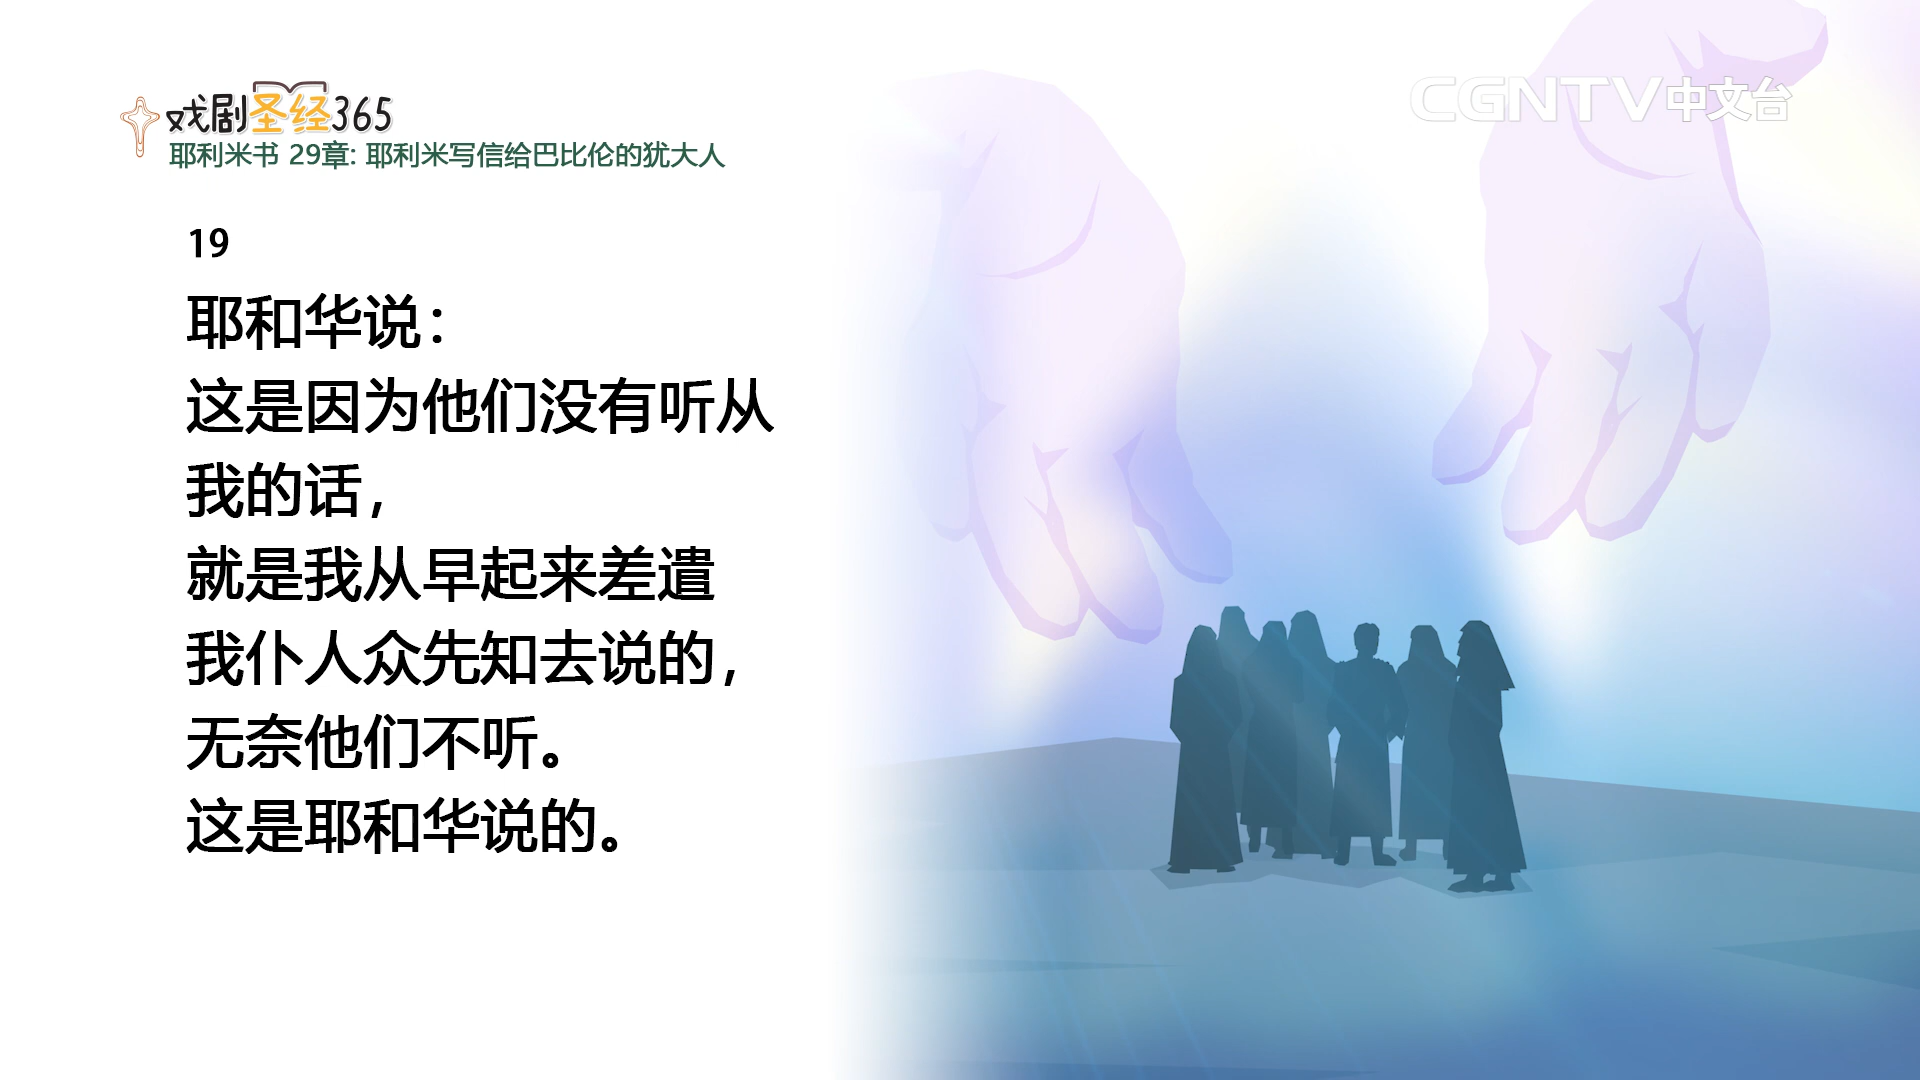 戏剧圣经365
CGNTV中文台
耶利米书 29章: 耶利米写信给巴比伦的犹大人
19
耶和华说：
这是因为他们没有听从
我的话，
就是我从早起来差遣
我仆人众先知去说的，
无奈他们不听。
这是耶和华说的。